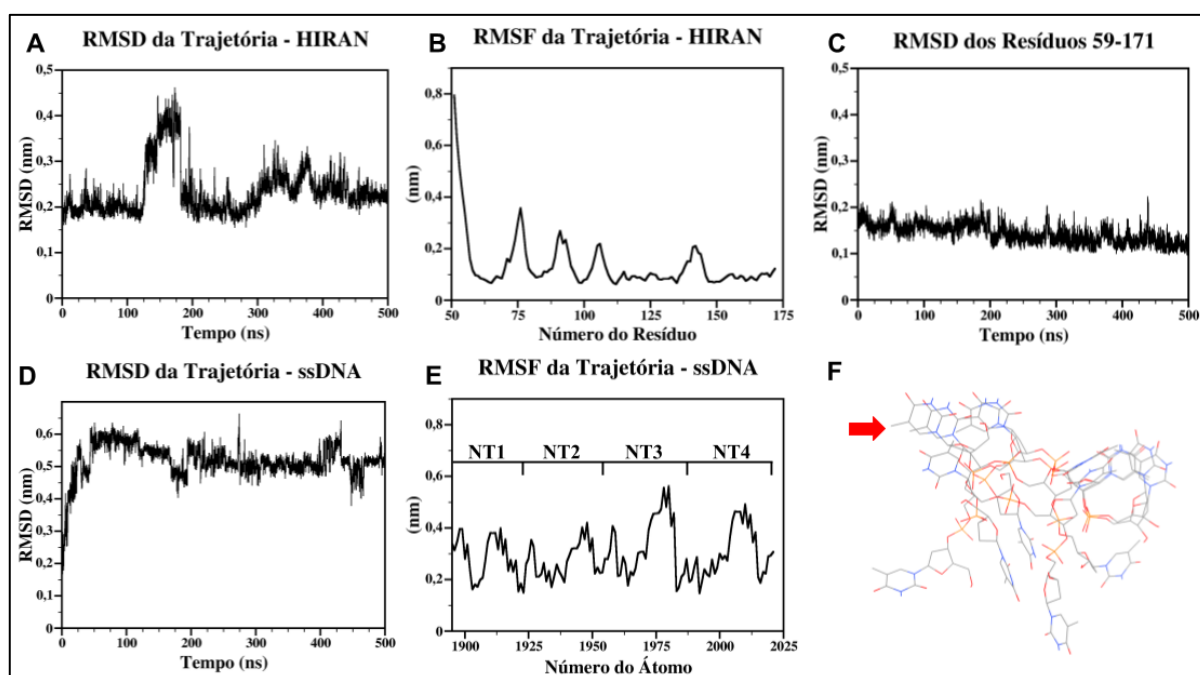 A
RMSD da Trajetória - HIRAN
0,5
0,4
0,3
0,2
0,1
0
RMSD (nm)
0 100 200 300 400 500
Tempo (ns)
B
RMSF da Trajetória - HIRAN
0,8
0,6
0,4
0,2
0
(nm)
50 75 100 125 150 175
Número do Resíduo
C
RMSD dos Resíduos 59-171
0,5
0,4
0,3
0,2
0,1
0
RMSD (nm)
0 100 200 300 400 500
Tempo (ns)
D
RMSD da Trajetória - ssDNA
0,6
0,5
0,4
0,3
0,2
0,1
0
RMSD (nm)
0 100 200 300 400 500
Tempo (ns)
E
RMSF da Trajetória - ssDNA
0,8
0,6
0,4
0,2
0
(nm)
NT1 NT2 NT3 NT4
1900 1925 1950 1975 2000 2025
Número do Átomo
F